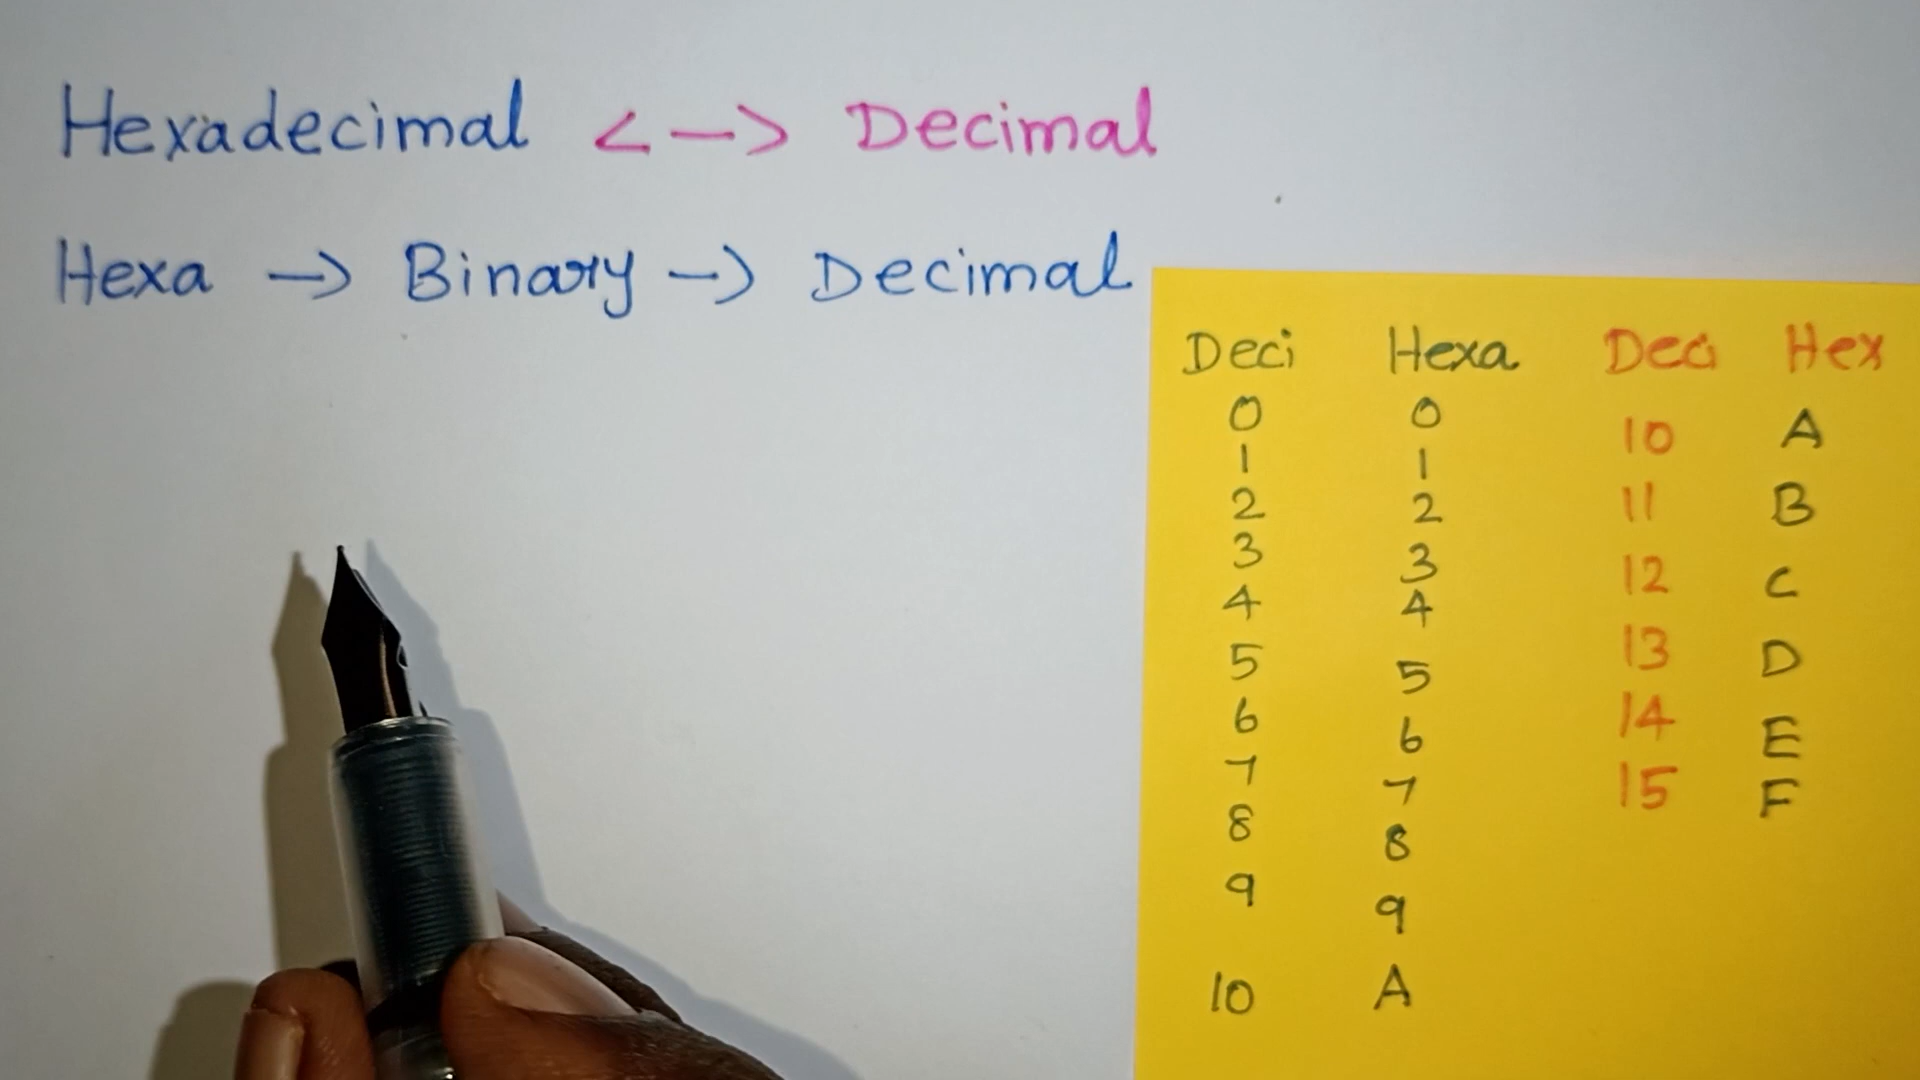 Hexadecimal <-> Decimal
Hexa -> Binary -> Decimal
Deci Hexa Deci Hex
0 0 10 A
1 1 11 B
2 2 12 C
3 3 13 D
4 4 14 E
5 5 15 F
6 6
7 7
8 8
9 9
10 A